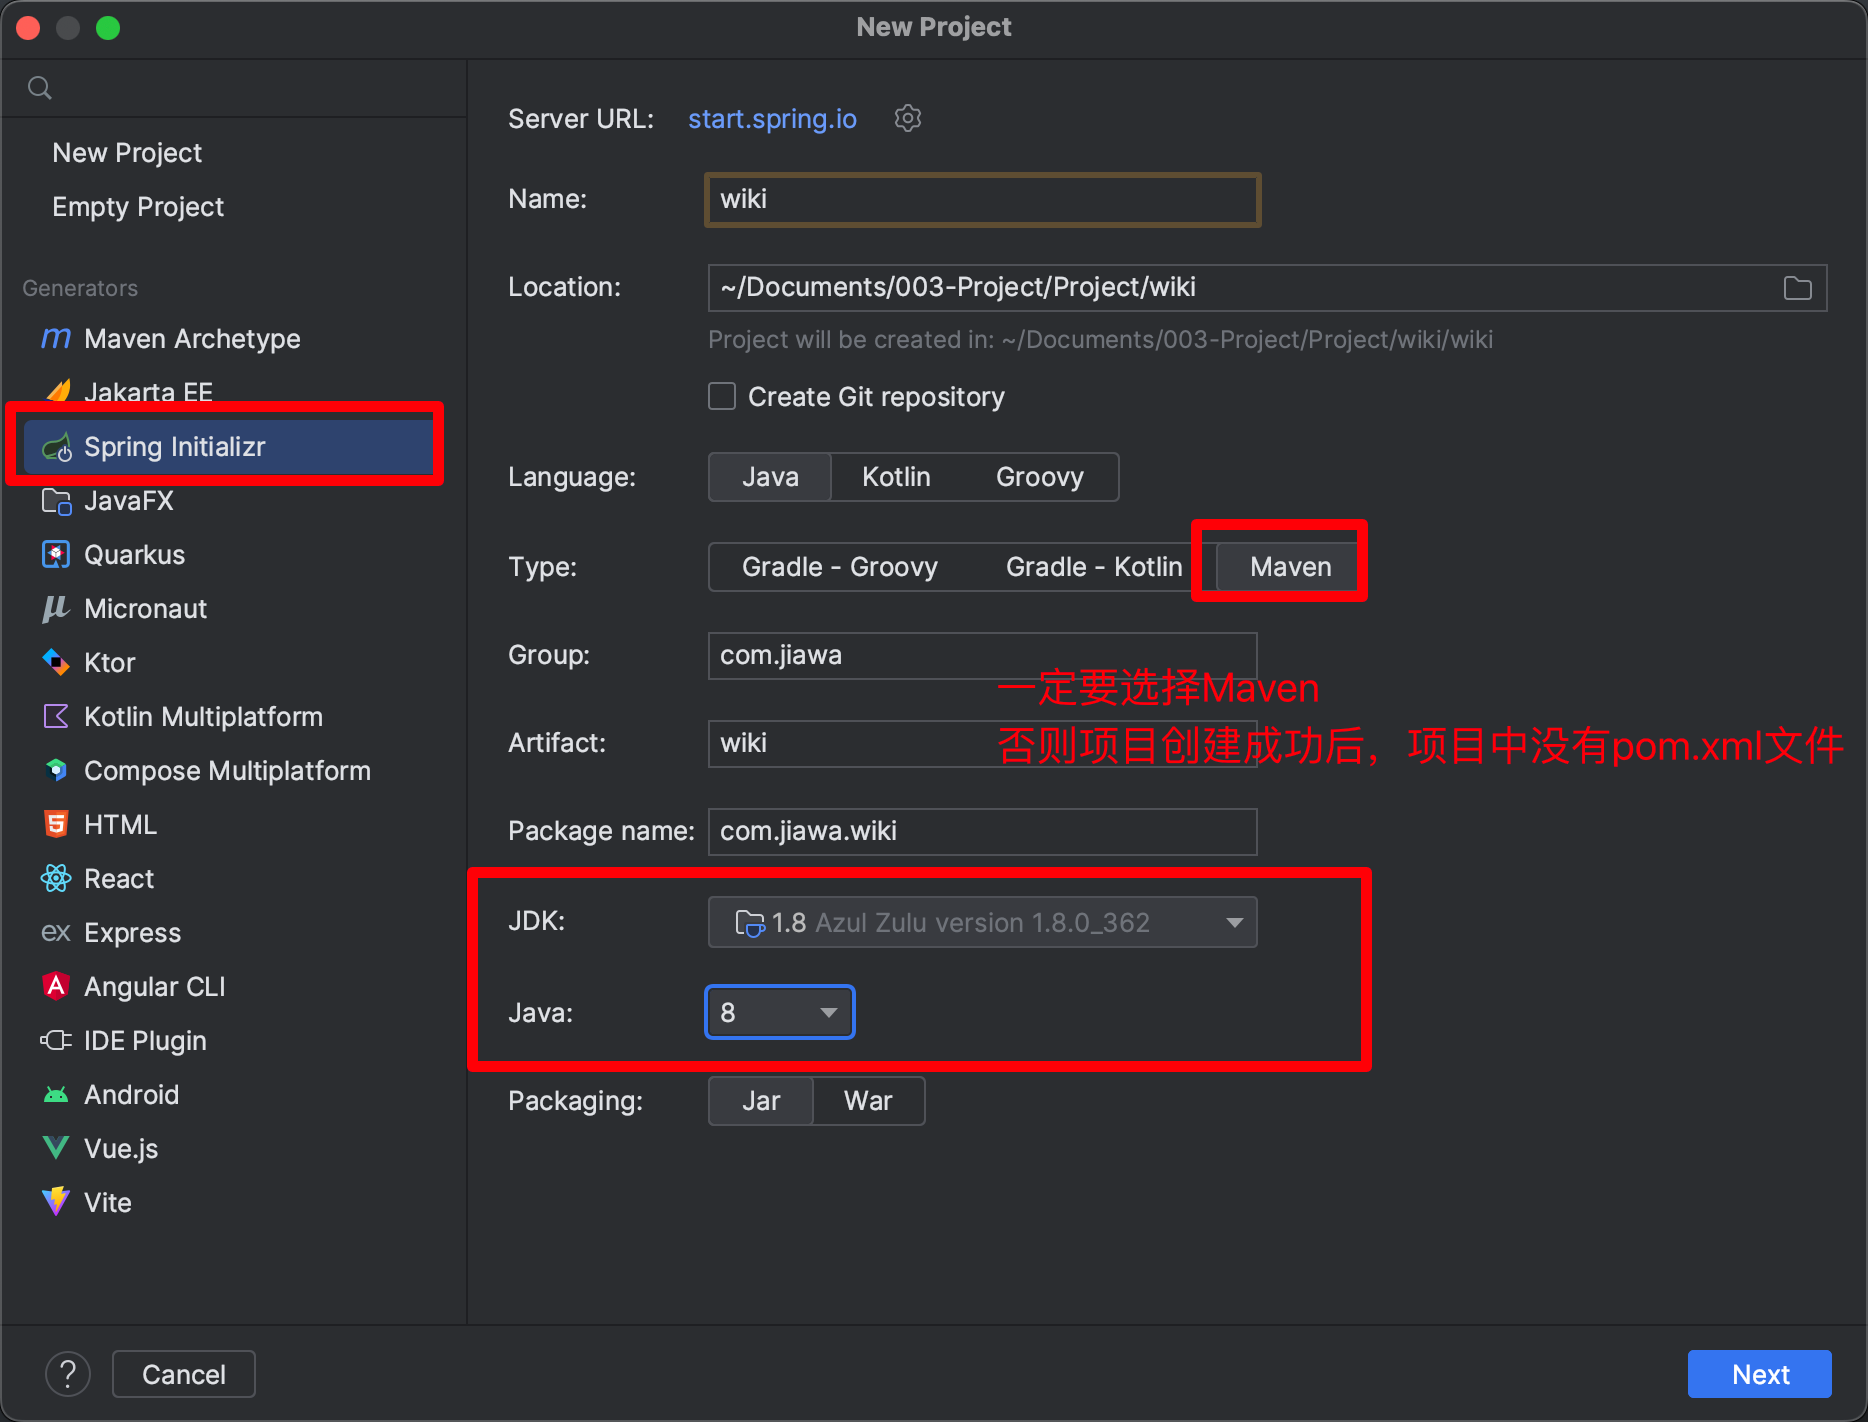 New Project
New Project
Empty Project
Generators
Maven Archetype
Jakarta EE
Spring Initializr
JavaFX
Quarkus
Micronaut
Ktor
Kotlin Multiplatform
Compose Multiplatform
HTML
React
Express
Angular CLI
IDE Plugin
Android
Vue.js
Vite
Server URL: start.spring.io
Name: wiki
Location: ~/Documents/003-Project/Project/wiki
Project will be created in: ~/Documents/003-Project/Project/wiki/wiki
Create Git repository
Language: Java Kotlin Groovy
Type: Gradle - Groovy Gradle - Kotlin Maven
Group: com.jiawa
一定要选择Maven
Artifact: wiki
否则项目创建成功后，项目中没有pom.xml文件
Package name: com.jiawa.wiki
JDK: 1.8 Azul Zulu version 1.8.0_362
Java: 8
Packaging: Jar War
? Cancel Next